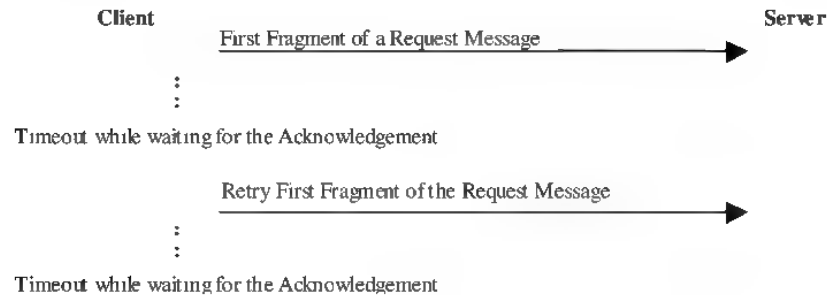 Client Server
First Fragment of a Request Message
Timeout while waiting for the Acknowledgement
Retry First Fragment of the Request Message
Timeout while waiting for the Acknowledgement